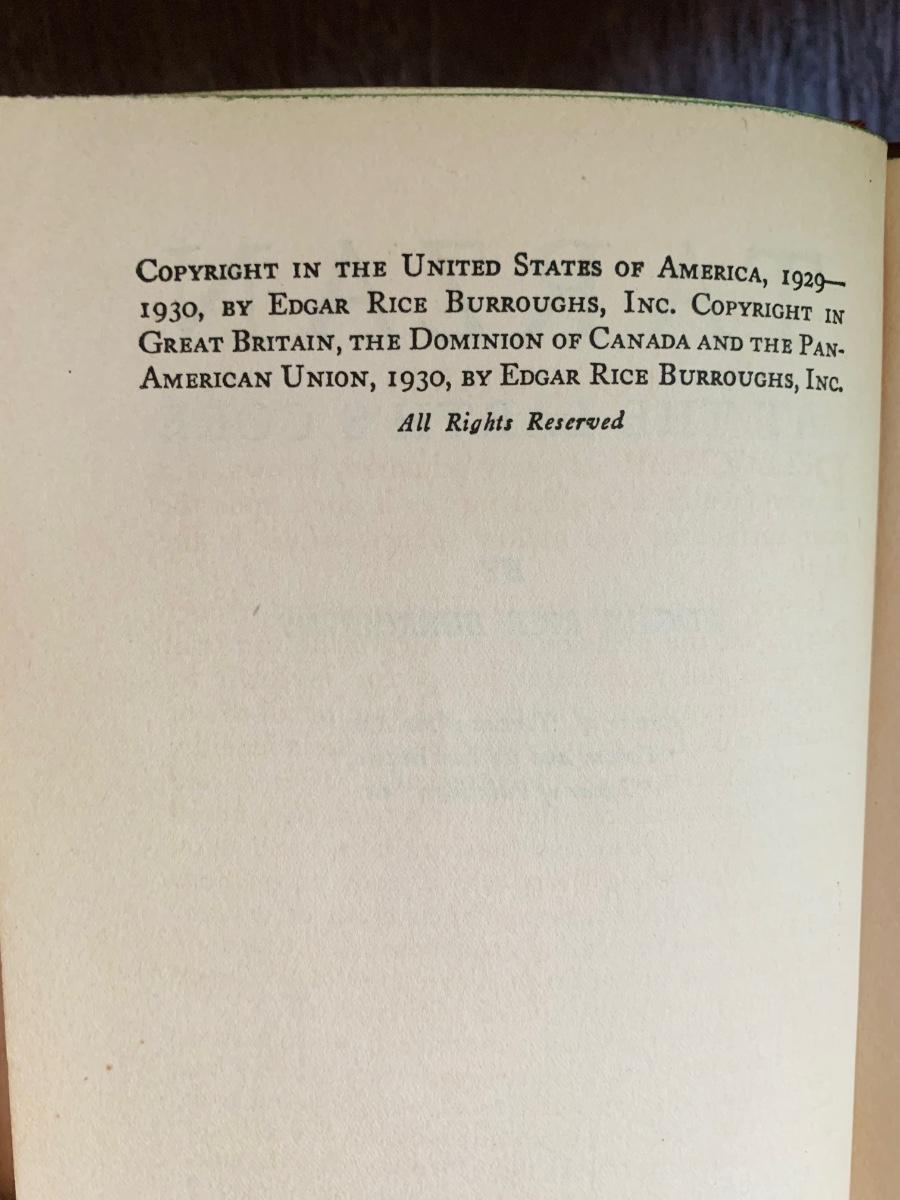 COPYRIGHT IN THE UNITED STATES OF AMERICA, 1929—
1930, BY EDGAR RICE BURROUGHS, INC. COPYRIGHT IN
GREAT BRITAIN, THE DOMINION OF CANADA AND THE PAN-
AMERICAN UNION, 1930, BY EDGAR RICE BURROUGHS, INC.
All Rights Reserved